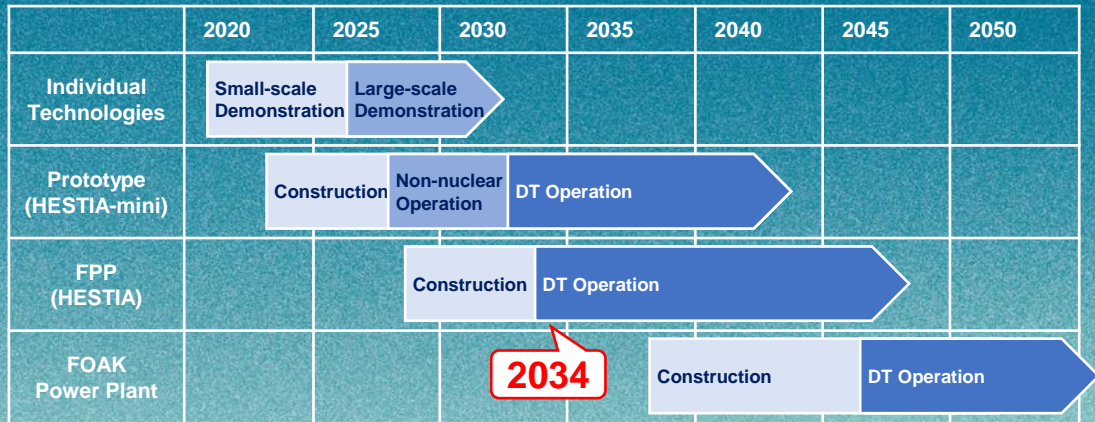 2020 2025 2030 2035 2040 2045 2050
Individual
Technologies
Small-scale
Demonstration
Large-scale
Demonstration
Prototype
(HESTIA-mini)
Construction
Non-nuclear
Operation
DT Operation
FPP
(HESTIA)
Construction
DT Operation
2034
FOAK
Power Plant
Construction
DT Operation